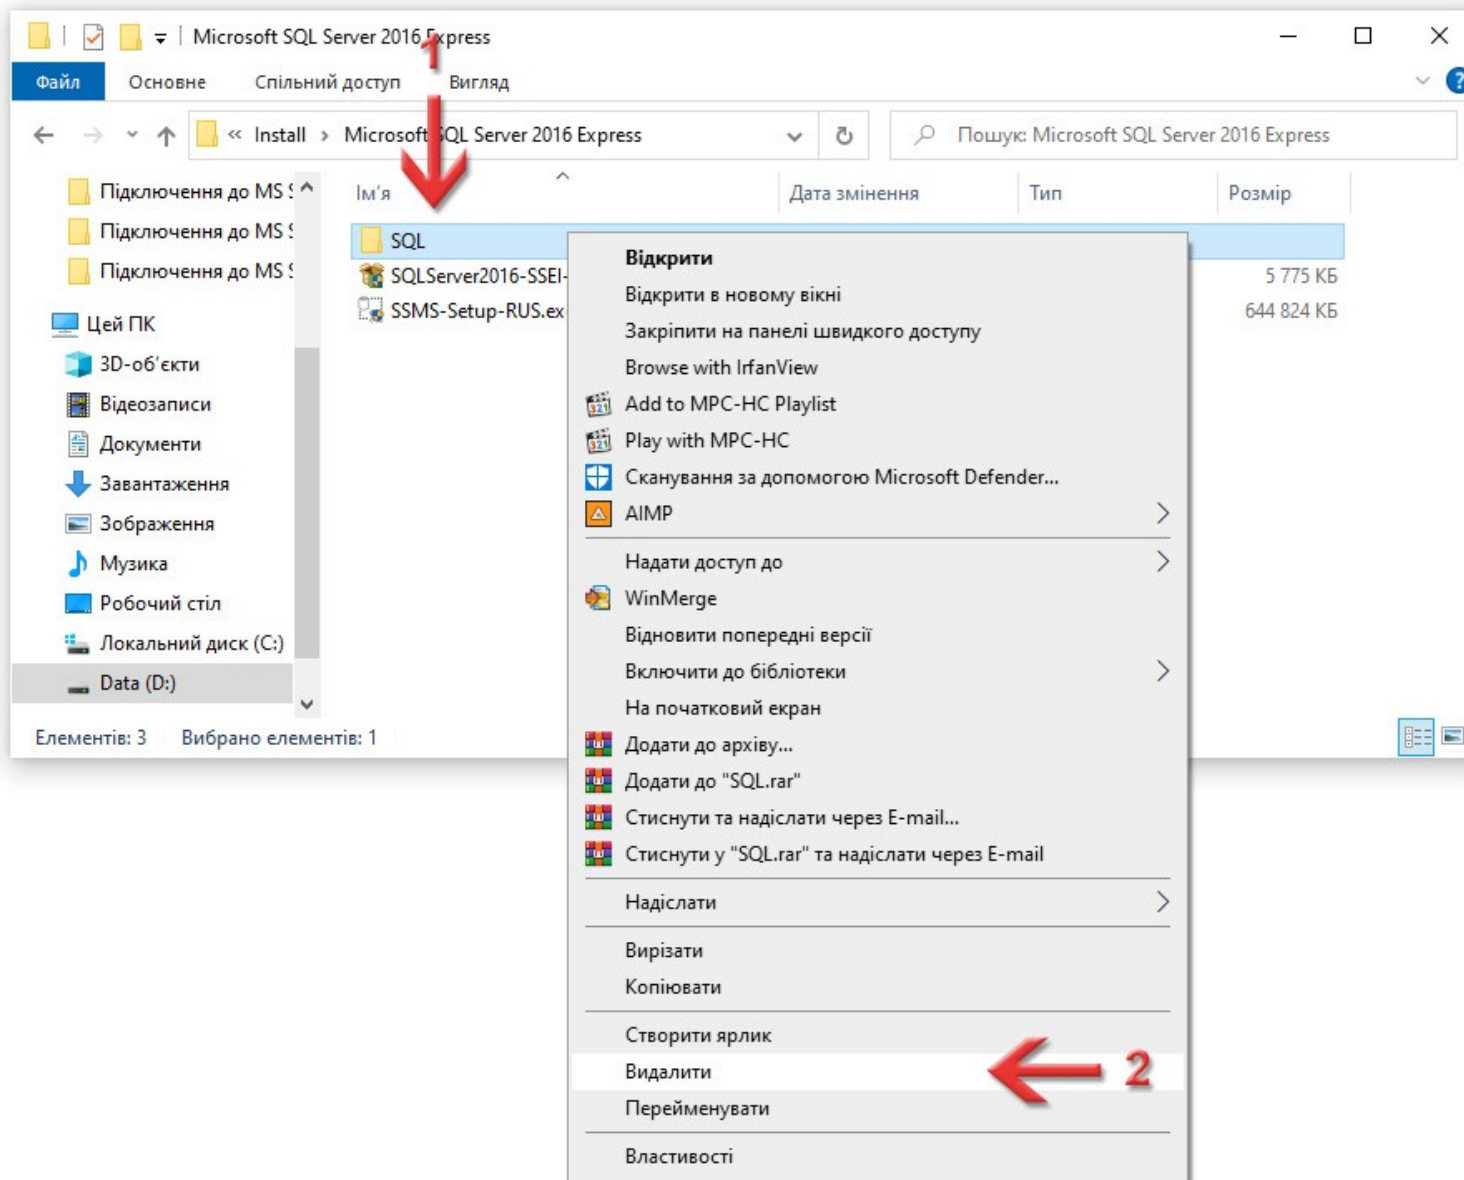 Microsoft SQL Server 2016 Express
1
Файл Основне Спільний доступ Вигляд
« Install › Microsoft SQL Server 2016 Express
Пошук: Microsoft SQL Server 2016 Express
Ім'я Дата змінення Тип Розмір
Підключення до MS
Підключення до MS
Підключення до MS
Цей ПК
3D-об'єкти
Відеозаписи
Документи
Завантаження
Зображення
Музика
Робочий стіл
Локальний диск (C:)
Data (D:)
SQL
SQLServer2016-SSEI- 5 775 КБ
SSMS-Setup-RUS.ex 644 824 КБ
Відкрити
Відкрити в новому вікні
Закріпити на панелі швидкого доступу
Browse with IrfanView
Add to MPC-HC Playlist
Play with MPC-HC
Сканування за допомогою Microsoft Defender...
AIMP
Надати доступ до
WinMerge
Відновити попередні версії
Включити до бібліотеки
На початковий екран
Додати до архіву...
Додати до "SQL.rar"
Стиснути та надіслати через E-mail...
Стиснути у "SQL.rar" та надіслати через E-mail
Надіслати
Вирізати
Копіювати
Створити ярлик
Видалити 2
Перейменувати
Властивості
Елементів: 3 Вибрано елементів: 1